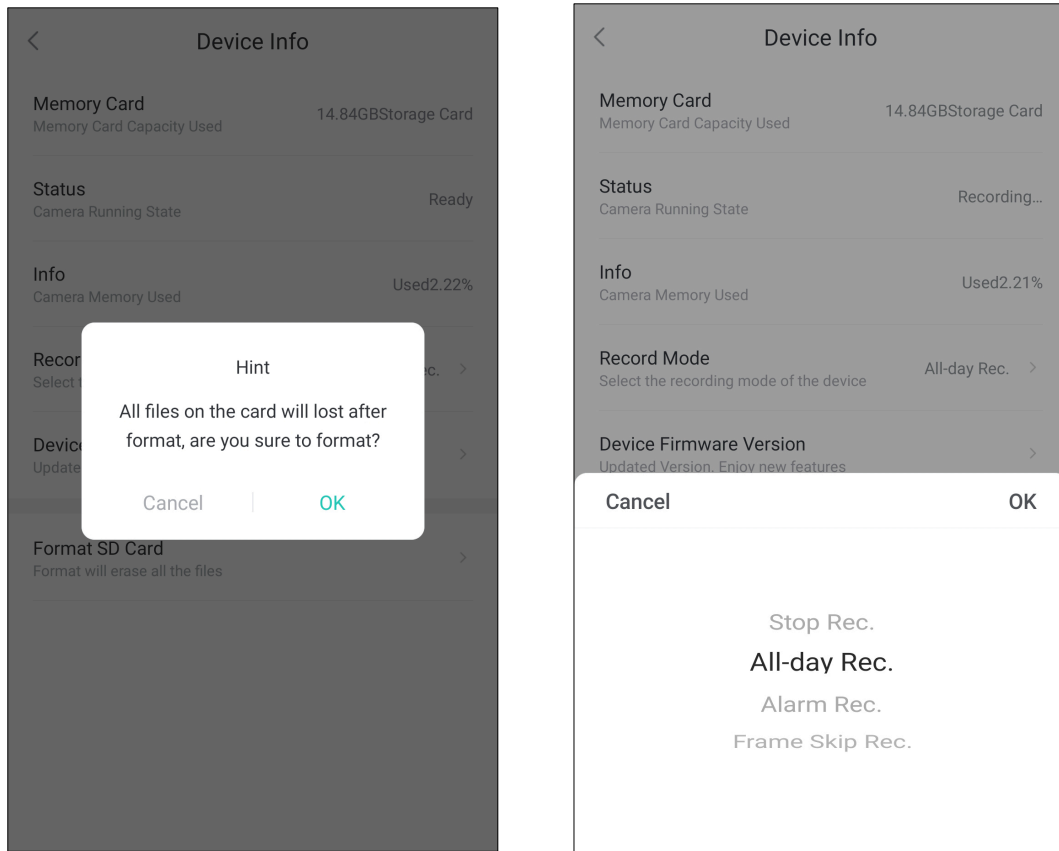 Device Info
Memory Card
14.84GBStorage Card
Memory Card Capacity Used
Status
Ready
Camera Running State
Info
Used2.22%
Camera Memory Used
Recor
ec.
Select
Device
Update
Hint
All files on the card will lost after
format, are you sure to format?
Cancel
OK
Format SD Card
Format will erase all the files
Device Info
Memory Card
14.84GBStorage Card
Memory Card Capacity Used
Status
Recording...
Camera Running State
Info
Used2.21%
Camera Memory Used
Record Mode
All-day Rec.
Select the recording mode of the device
Device Firmware Version
Updated Version. Enjoy new features
Cancel
OK
Stop Rec.
All-day Rec.
Alarm Rec.
Frame Skip Rec.